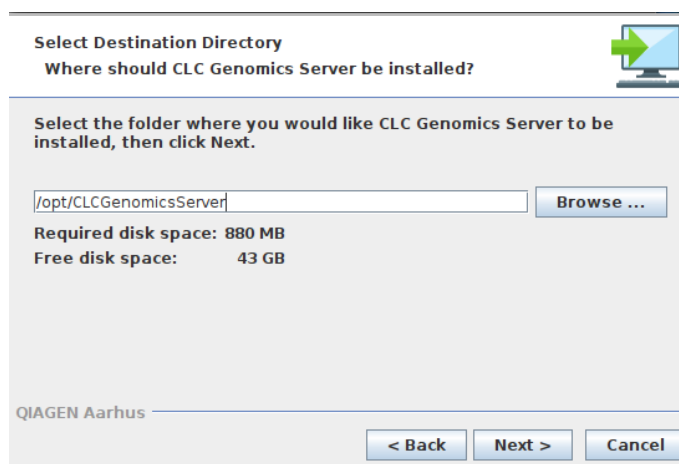 Select Destination Directory
Where should CLC Genomics Server be installed?
Select the folder where you would like CLC Genomics Server to be
installed, then click Next.
/opt/CLCGenomicsServer
Browse ...
Required disk space: 880 MB
Free disk space: 43 GB
QIAGEN Aarhus
< Back Next > Cancel